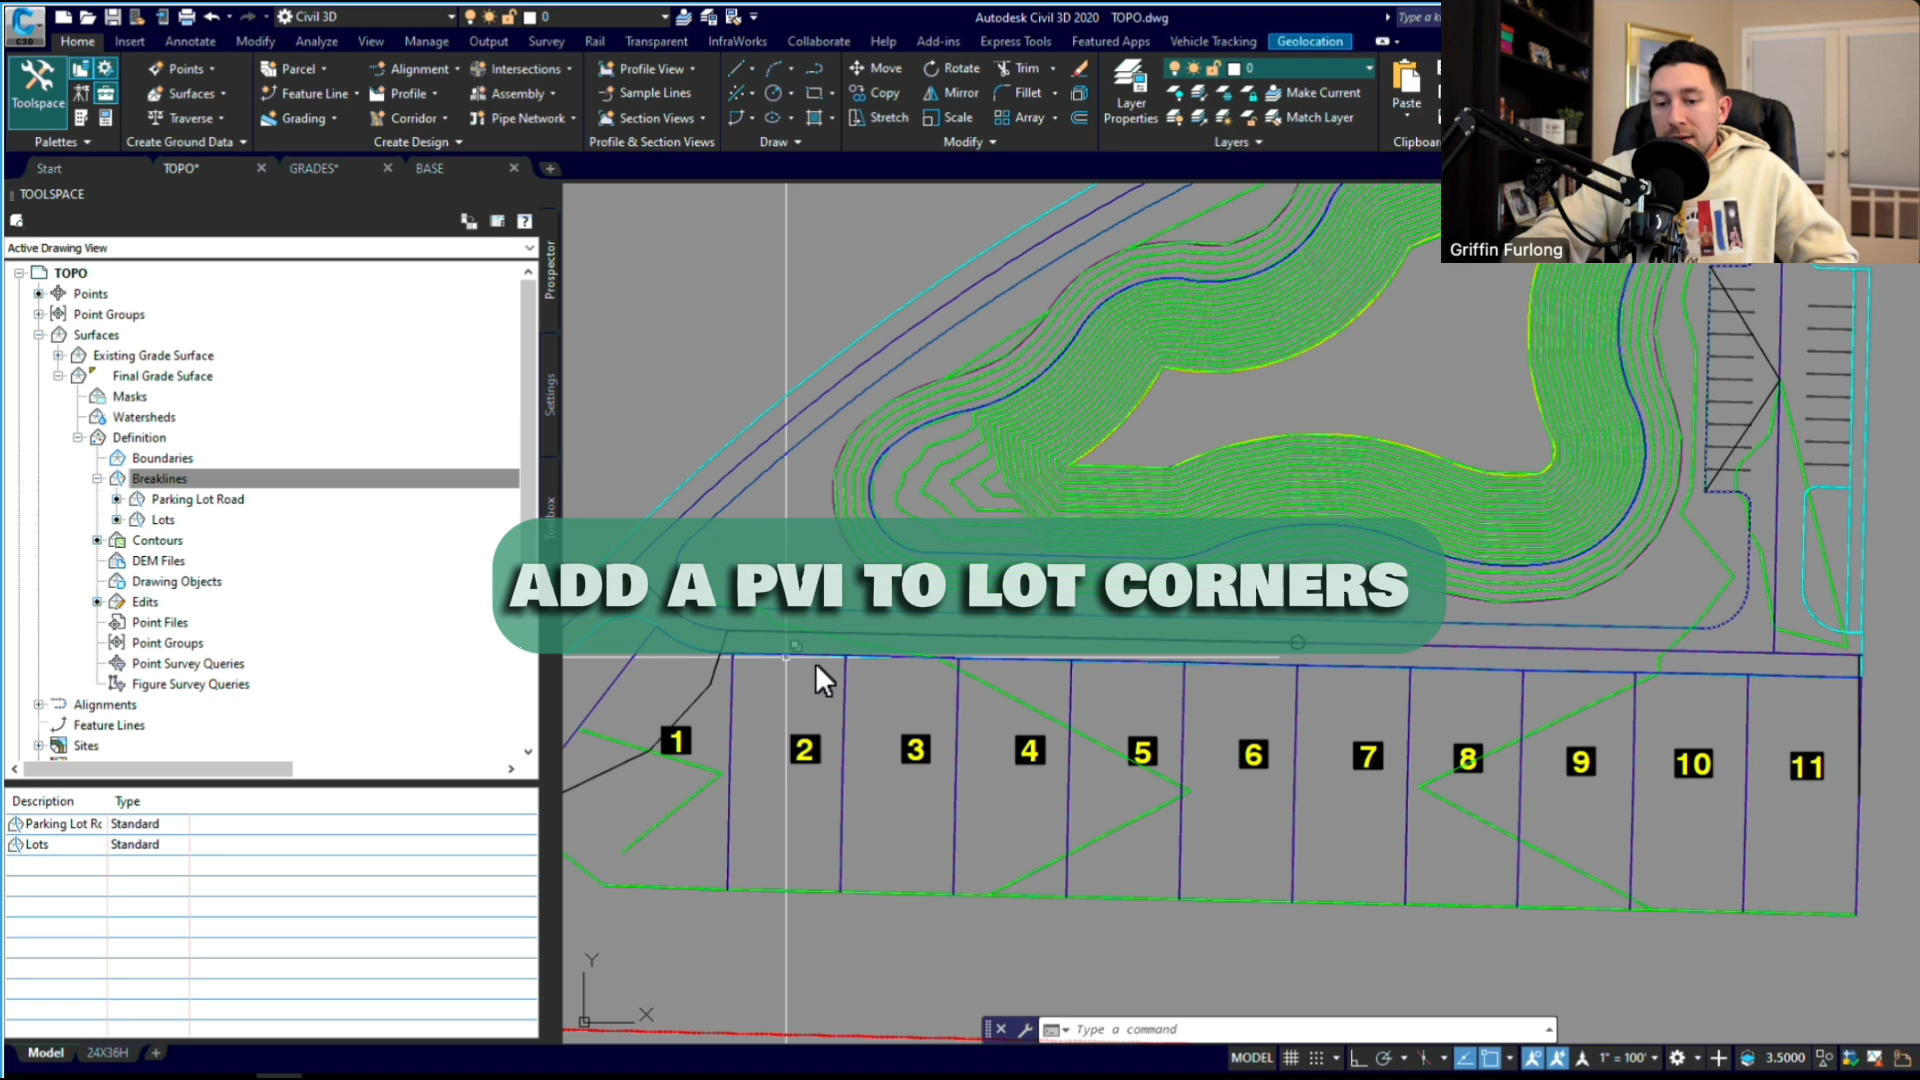 Civil 3D
0
Autodesk Civil 3D 2020 TOPO.dwg
Type a k
C3D
Home Insert Annotate Modify Analyze View Manage Output Survey Rail Transparent InfraWorks Collaborate Help Add-ins Express Tools Featured Apps Vehicle Tracking Geolocation
Toolspace
Points
Surfaces
Traverse
Parcel
Feature Line
Grading
Alignment
Profile
Corridor
Intersections
Assembly
Pipe Network
Profile View
Sample Lines
Section Views
Move
Copy
Stretch
Rotate
Mirror
Scale
Trim
Fillet
Array
Layer
Properties
0
Make Current
Match Layer
Paste
Palettes
Create Ground Data
Create Design
Profile & Section Views
Draw
Modify
Layers
Clipboar
Griffin Furlong
Start TOPO* GRADES* BASE
TOOLSPACE
Active Drawing View
TOPO
Points
Point Groups
Surfaces
Existing Grade Surface
Final Grade Suface
Masks
Watersheds
Definition
Boundaries
Breaklines
Parking Lot Road
Lots
Contours
DEM Files
Drawing Objects
Edits
Point Files
Point Groups
Point Survey Queries
Figure Survey Queries
Alignments
Feature Lines
Sites
Prospector
Settings
ADD A PVI TO LOT CORNERS
1 2 3 4 5 6 7 8 9 10 11
Description Type
Parking Lot Rc Standard
Lots Standard
Y
X
Type a command
Model 24X36H
MODEL
1" = 100'
3.5000